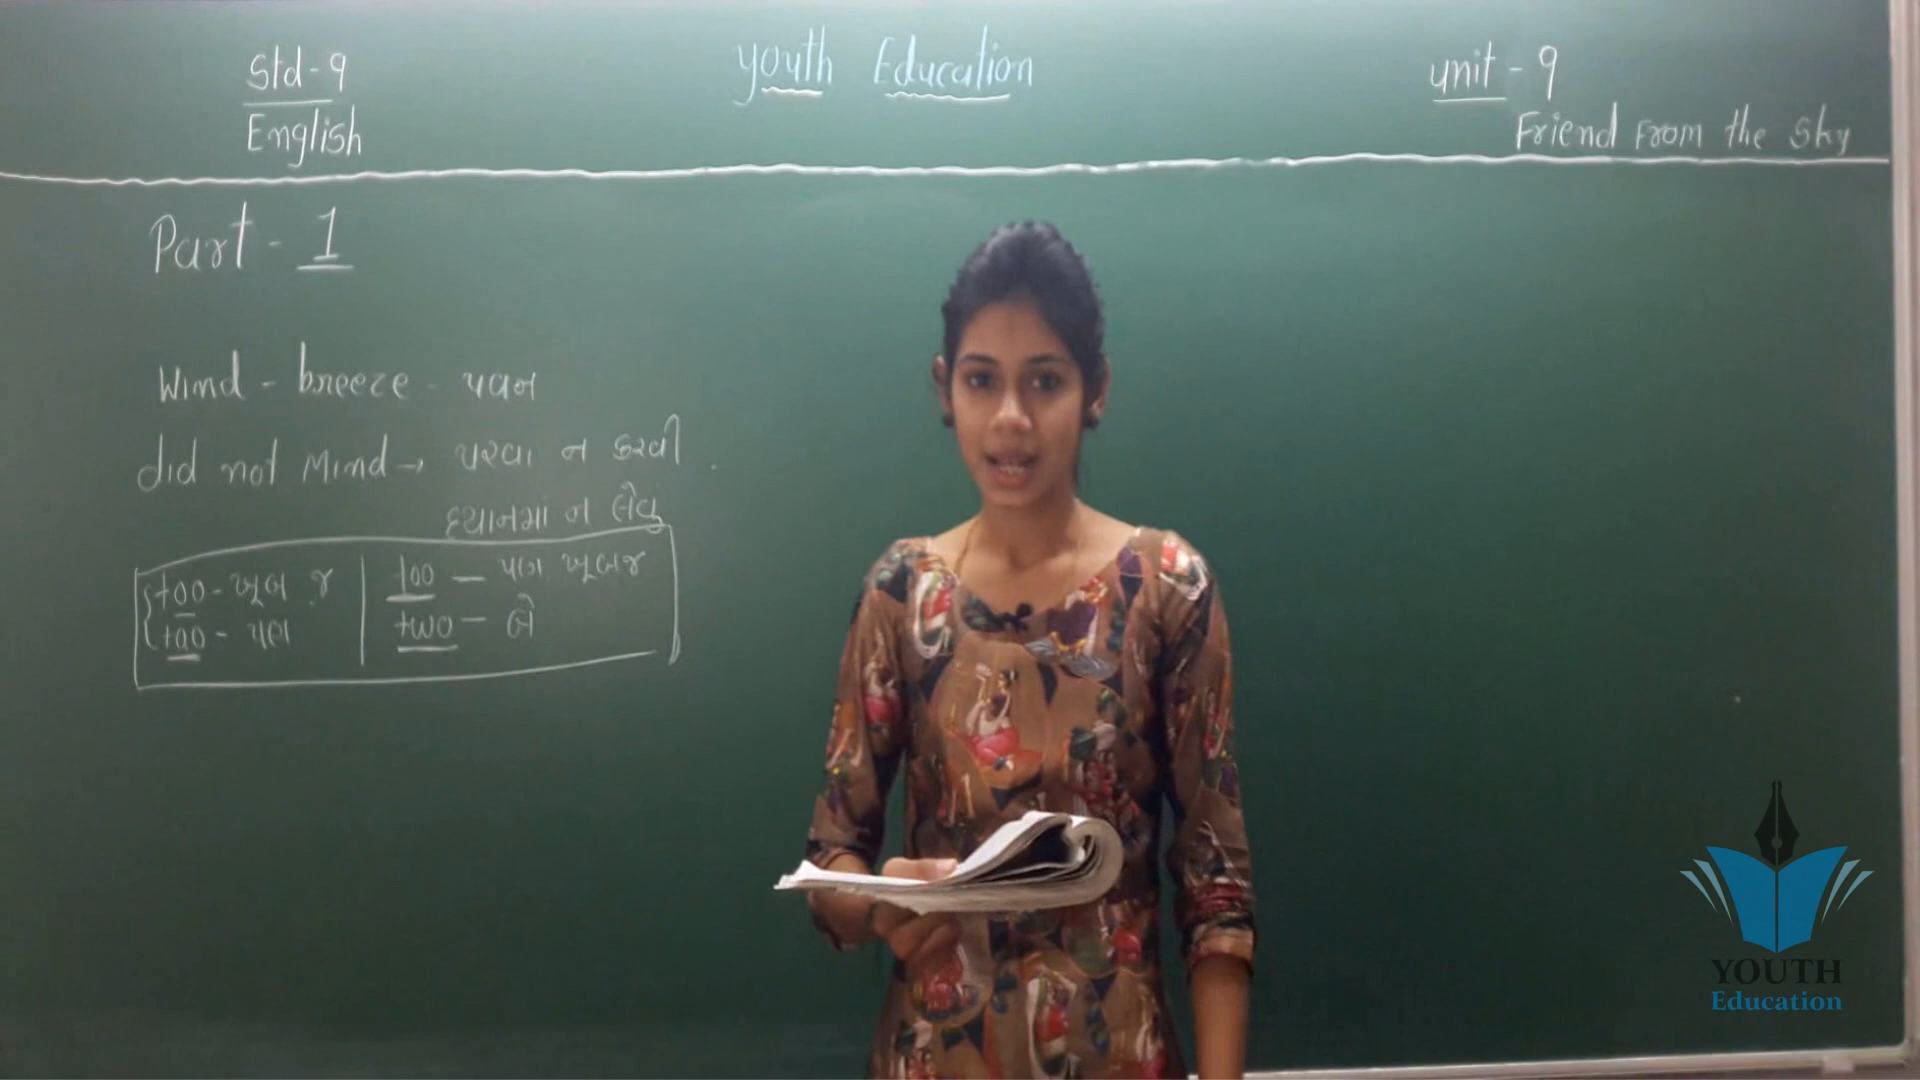 Std-9
English
youth Education
unit - 9
Friend From the Sky
Part - 1
Wind - breeze - પવન
did not Mind → પરવા ન કરવી .
ધ્યાનમાં ન લેવુ
too - ખૂબ જ
too - પણ
too — પણ ખૂબજ
two — બે
YOUTH
Education